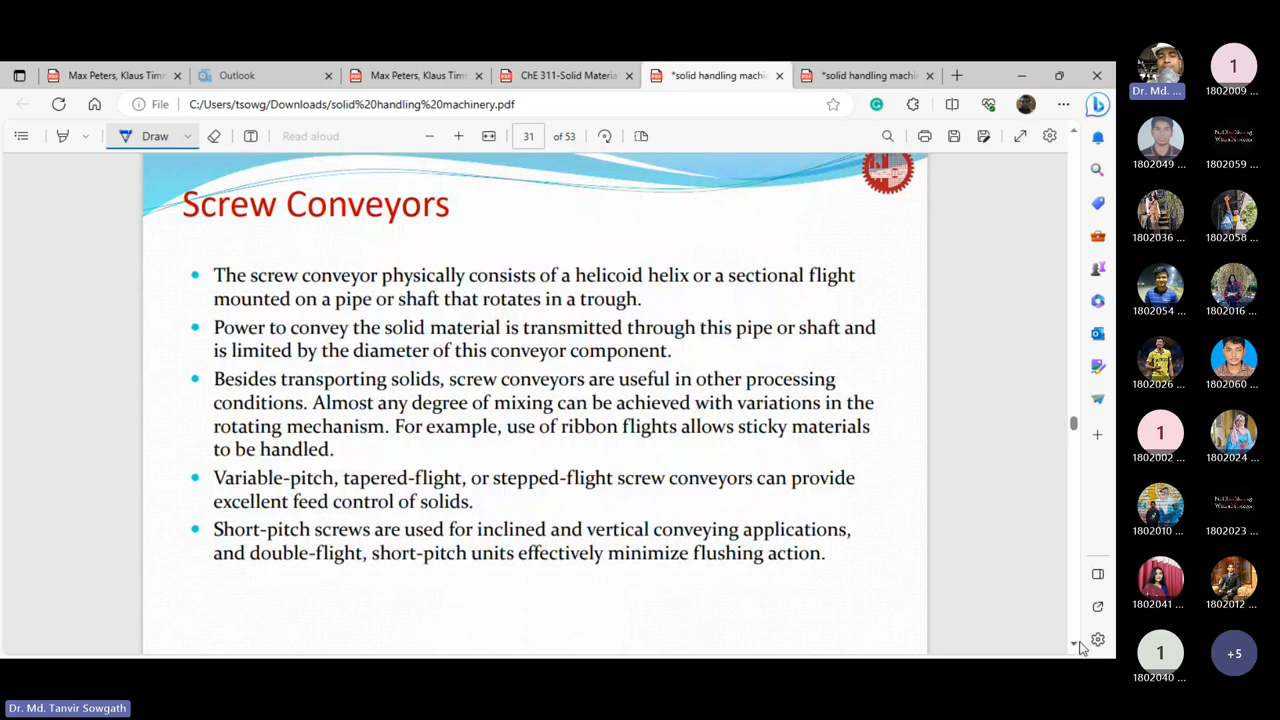 Max Peters, Klaus Timm
Outlook
Max Peters, Klaus Timm
ChE 311-Solid Materia
*solid handling machin
*solid handling machin
File
C:/Users/tsowg/Downloads/solid%20handling%20machinery.pdf
Draw
Read aloud
31
of 53
Screw Conveyors
The screw conveyor physically consists of a helicoid helix or a sectional flight
mounted on a pipe or shaft that rotates in a trough.
Power to convey the solid material is transmitted through this pipe or shaft and
is limited by the diameter of this conveyor component.
Besides transporting solids, screw conveyors are useful in other processing
conditions. Almost any degree of mixing can be achieved with variations in the
rotating mechanism. For example, use of ribbon flights allows sticky materials
to be handled.
Variable-pitch, tapered-flight, or stepped-flight screw conveyors can provide
excellent feed control of solids.
Short-pitch screws are used for inclined and vertical conveying applications,
and double-flight, short-pitch units effectively minimize flushing action.
1
Dr. Md. ...
1802009 ...
1802049 ...
1802059 ...
1802036 ...
1802058 ...
1802054 ...
1802016 ...
1802026 ...
1802060 ...
1
1802002 ...
1802024 ...
1802010 ...
1802023 ...
1802041 ...
1802012 ...
1
+5
1802040 ...
Dr. Md. Tanvir Sowgath